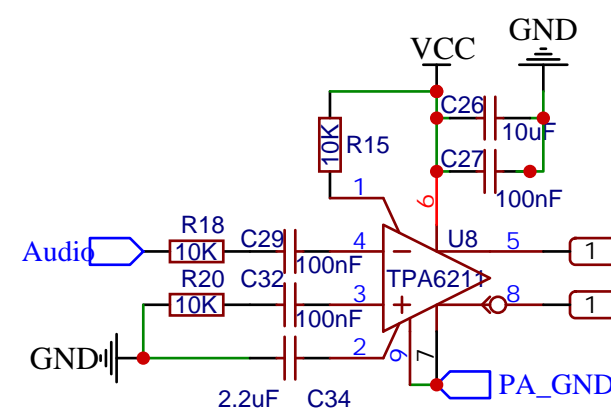 GND
VCC
C26
10uF
10K
R15
C27
100nF
1
6
R18
Audio
10K
C29
100nF
4
U8
5
1
TPA6211
R20
10K
C32
100nF
3
8
1
2
GND
9
7
PA_GND
2.2uF
C34